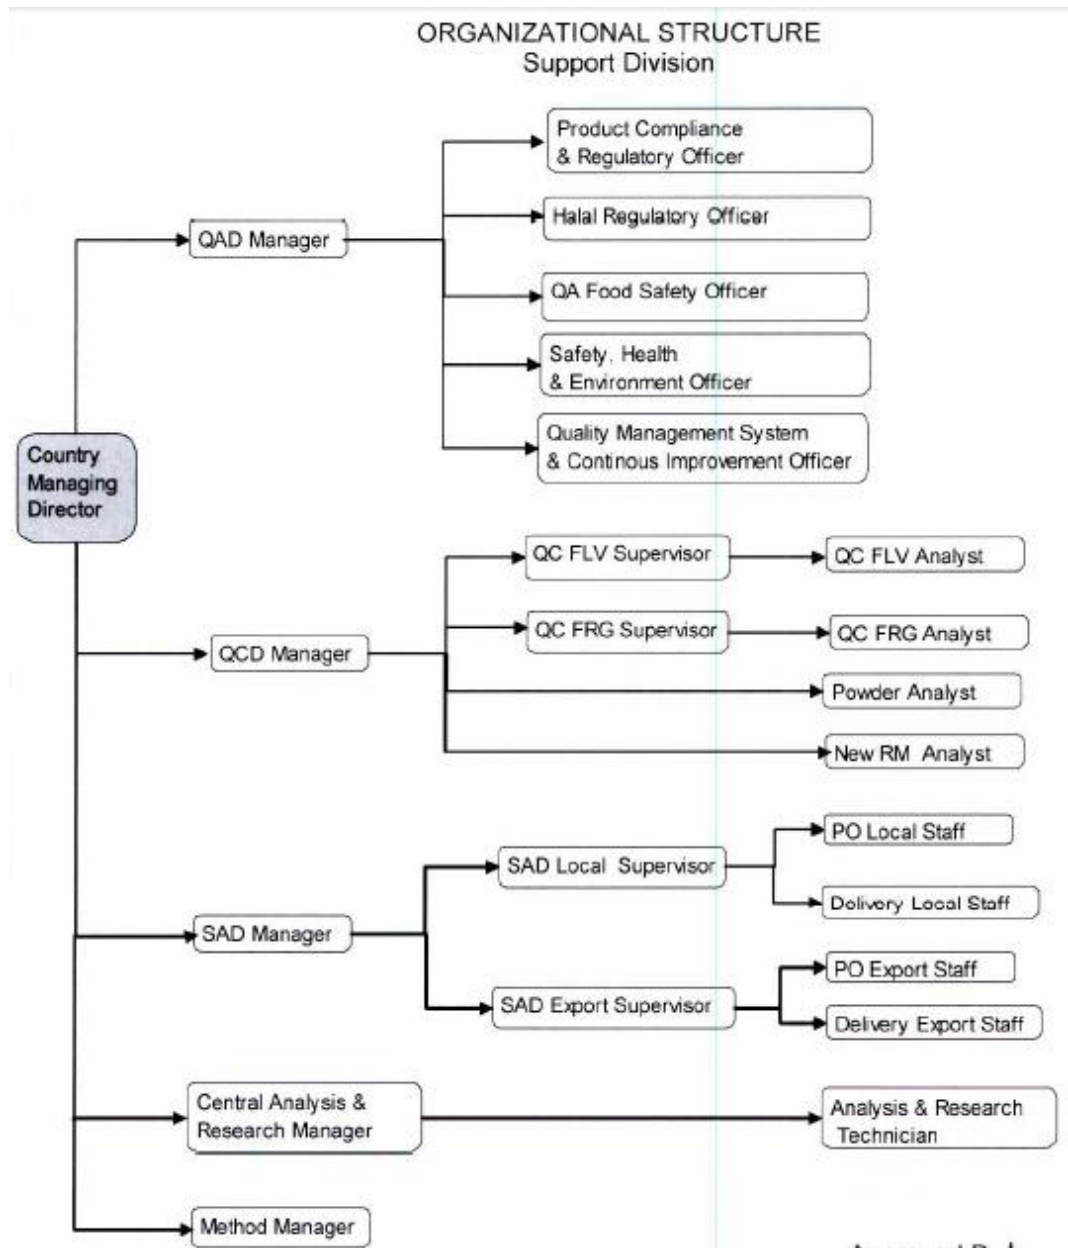 ORGANIZATIONAL STRUCTURE
Support Division
Product Compliance
& Regulatory Officer
Halal Regulatory Officer
QAD Manager
QA Food Safety Officer
Safety, Health
& Environment Officer
Quality Management System
& Continous Improvement Officer
Country
Managing
Director
QC FLV Supervisor
QC FLV Analyst
QC FRG Supervisor
QC FRG Analyst
QCD Manager
Powder Analyst
New RM Analyst
PO Local Staff
SAD Local Supervisor
Delivery Local Staff
SAD Manager
PO Export Staff
SAD Export Supervisor
Delivery Export Staff
Central Analysis &
Research Manager
Analysis & Research
Technician
Method Manager